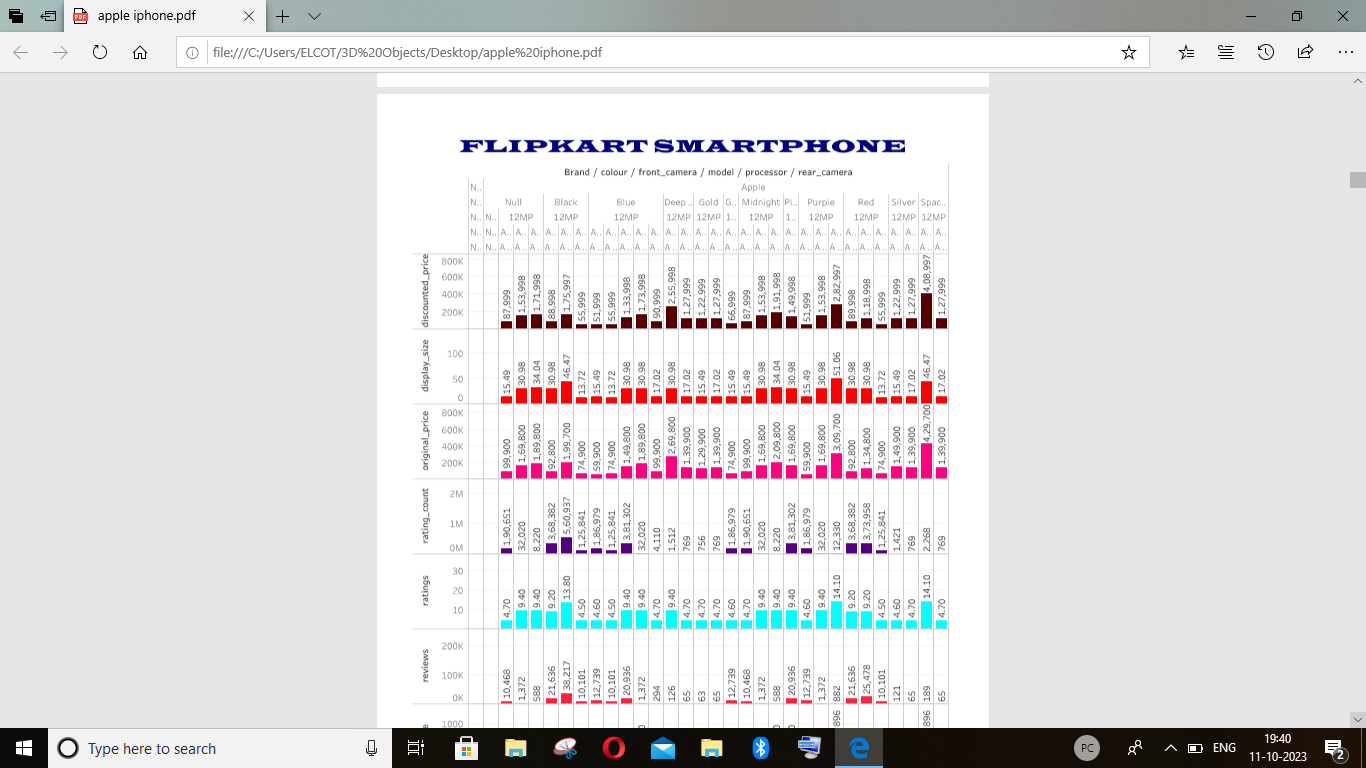 apple iphone.pdf
file:///C:/Users/ELCOT/3D%20Objects/Desktop/apple%20iphone.pdf
FLIPKART SMARTPHONE
Brand / colour / front_camera / model / processor / rear_camera
N.. Apple
N.. Null Black Blue Deep .. Gold G.. Midnight Pi.. Purple Red Silver Spac..
N.. N.. 12MP 12MP 12MP 12MP 12MP 1.. 12MP 1.. 12MP 12MP 12MP 12MP
N.. N.. A.. A.. A.. A.. A.. A.. A.. A.. A.. A.. A.. A.. A.. A.. A.. A.. A.. A.. A.. A.. A.. A.. A.. A.. A.. A.. A.. A.. A.. A..
N.. N.. A.. A.. A.. A.. A.. A.. A.. A.. A.. A.. A.. A.. A.. A.. A.. A.. A.. A.. A.. A.. A.. A.. A.. A.. A.. A.. A.. A.. A.. A..
discounted_price
800K
600K
400K
200K
87,999 1,53,998 1,71,998 88,998 1,75,997 55,999 51,999 55,999 1,33,998 1,73,998 90,999 2,55,998 1,27,999 1,22,999 1,27,999 66,999 87,999 1,53,998 1,91,998 1,49,998 51,999 1,53,998 2,82,997 89,998 1,18,998 55,999 1,22,999 1,27,999 4,08,997 1,27,999
display_size
100
50
0
15.49 30.98 34.04 30.98 46.47 13.72 15.49 13.72 30.98 30.98 17.02 30.98 17.02 15.49 17.02 15.49 15.49 30.98 34.04 30.98 15.49 30.98 51.06 30.98 30.98 13.72 15.49 17.02 46.47 17.02
original_price
800K
600K
400K
200K
99,900 1,69,800 1,89,800 92,800 1,99,700 74,900 59,900 74,900 1,49,800 1,89,800 99,900 2,69,800 1,39,900 1,29,900 1,39,900 74,900 99,900 1,69,800 2,09,800 1,69,800 59,900 1,69,800 3,09,700 92,800 1,34,800 74,900 1,49,900 1,39,900 4,29,700 1,39,900
rating_count
2M
1M
0M
1,90,651 32,020 8,220 3,68,382 5,60,937 1,25,841 1,86,979 1,25,841 3,81,302 32,020 4,110 1,512 769 756 769 1,86,979 1,90,651 32,020 8,220 3,81,302 1,86,979 32,020 12,330 3,68,382 3,73,958 1,25,841 1,421 769 2,268 769
ratings
30
20
10
4.70 9.40 9.40 9.20 13.80 4.50 4.60 4.50 9.40 9.40 4.70 9.40 4.70 4.70 4.70 4.60 4.70 9.40 9.40 9.40 4.60 9.40 14.10 9.20 9.20 4.50 4.60 4.70 14.10 4.70
reviews
200K
100K
0K
10,468 1,372 588 21,636 38,217 10,101 12,739 10,101 20,936 1,372 294 126 65 63 65 12,739 10,468 1,372 588 20,936 12,739 1,372 882 21,636 25,478 10,101 121 65 189 65
1000
896 896
Type here to search
PC
ENG
19:40
11-10-2023
2